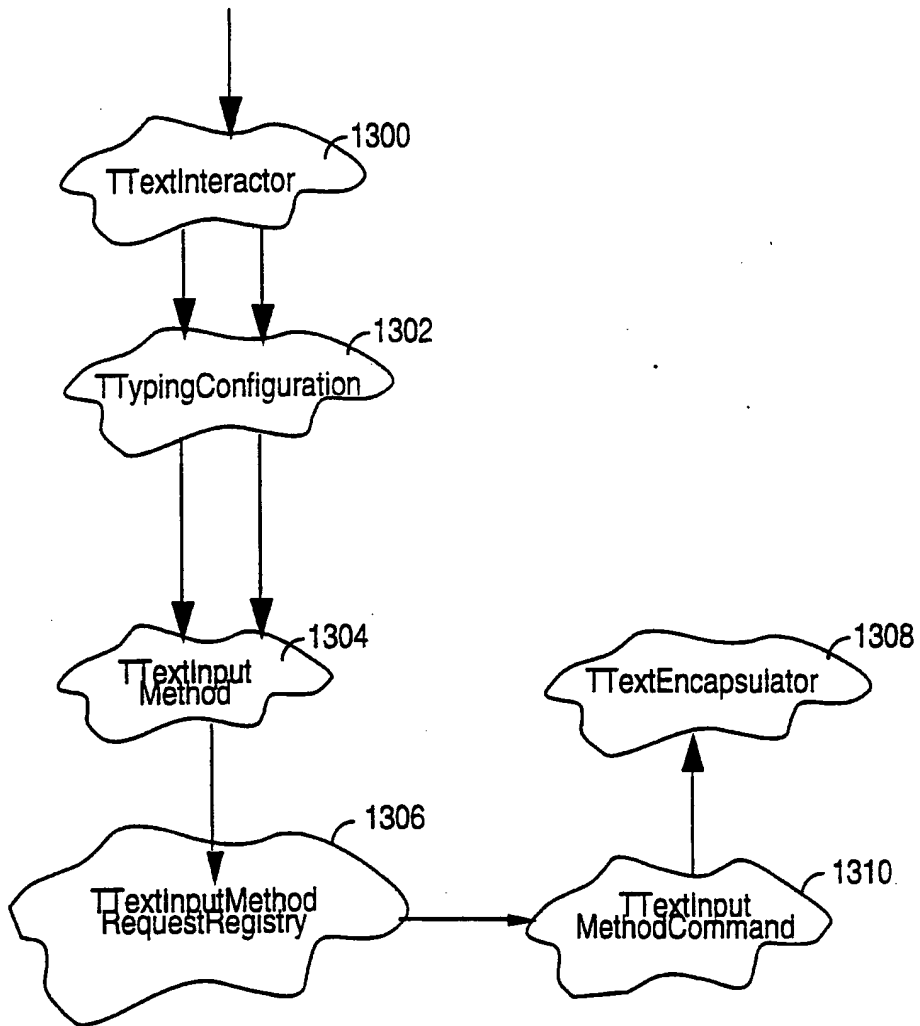 1300
TTextInteractor
1302
TTypingConfiguration
1304
TTextInput
Method
1308
TTextEncapsulator
1306
TTextInputMethod
RequestRegistry
1310
TTextInput
MethodCommand